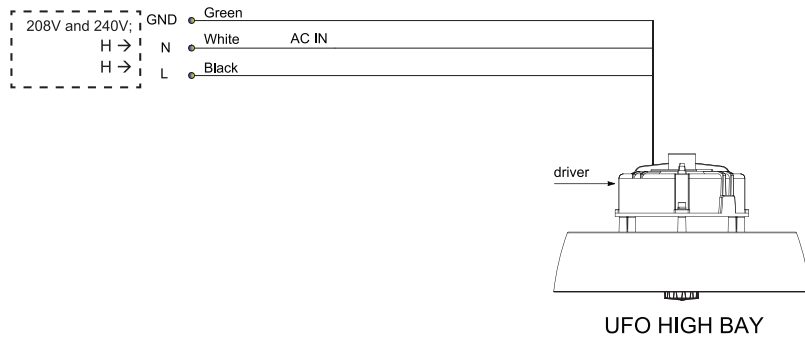 208V and 240V;
GND Green
H → N White AC IN
H → L Black
driver
UFO HIGH BAY